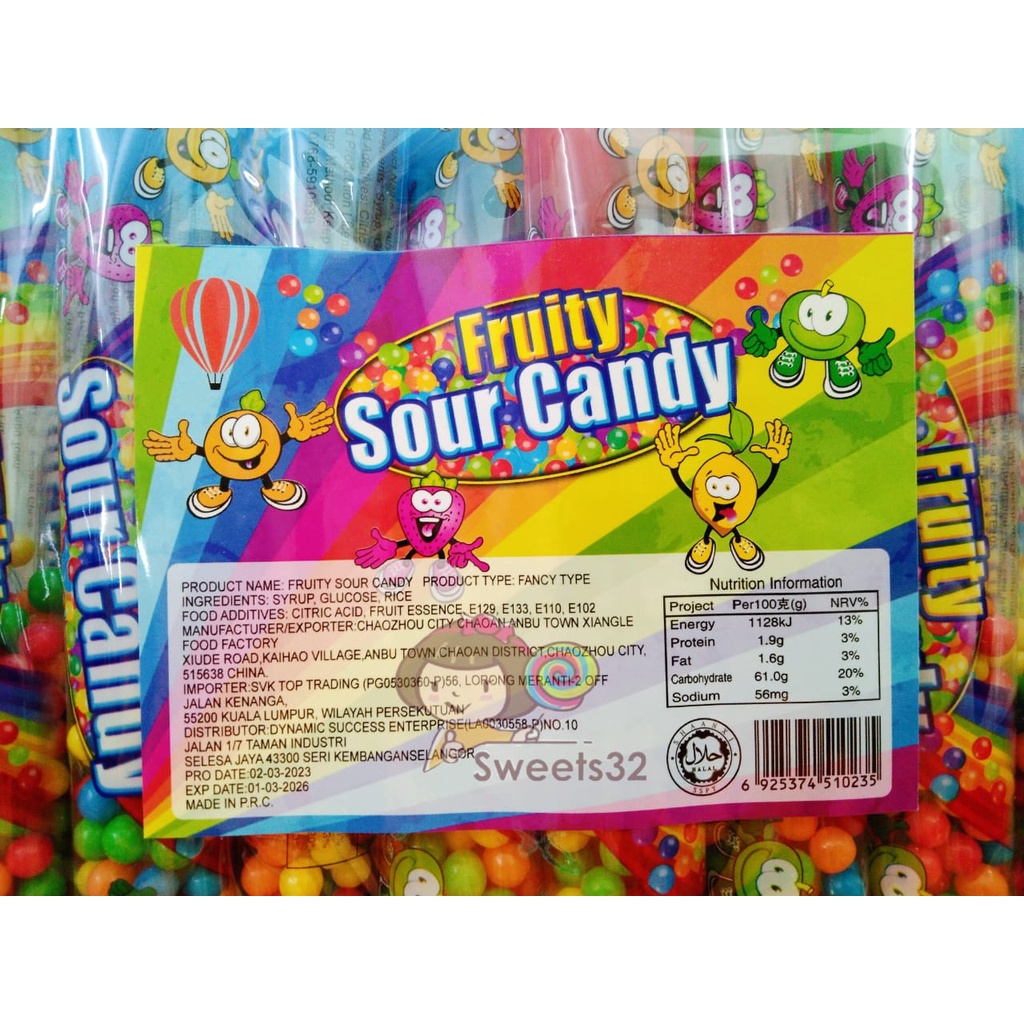 Fruity
Sour Candy
Sour Candy
Fruity
PRODUCT NAME: FRUITY SOUR CANDY PRODUCT TYPE: FANCY TYPE
INGREDIENTS: SYRUP, GLUCOSE, RICE
FOOD ADDITIVES: CITRIC ACID, FRUIT ESSENCE, E129, E133, E110, E102
MANUFACTURER/EXPORTER:CHAOZHOU CITY CHAOAN ANBU TOWN XIANGLE
FOOD FACTORY
XIUDE ROAD,KAIHAO VILLAGE,ANBU TOWN CHAOAN DISTRICT,CHAOZHOU CITY,
515638 CHINA.
IMPORTER:SVK TOP TRADING (PG0530360-P)56, LORONG MERANTI-2 OFF
JALAN KENANGA,
55200 KUALA LUMPUR, WILAYAH PERSEKUTUAN
DISTRIBUTOR:DYNAMIC SUCCESS ENTERPRISE(LA0030558-P)NO.10
JALAN 1/7 TAMAN INDUSTRI
SELESA JAYA 43300 SERI KEMBANGANSELANGOR
PRO DATE:02-03-2023
EXP DATE:01-03-2026
MADE IN P.R.C.
Nutrition Information
Project Per100克(g) NRV%
Energy 1128kJ 13%
Protein 1.9g 3%
Fat 1.6g 3%
Carbohydrate 61.0g 20%
Sodium 56mg 3%
Sweets32
حلال
HALAL
6 925374 510235